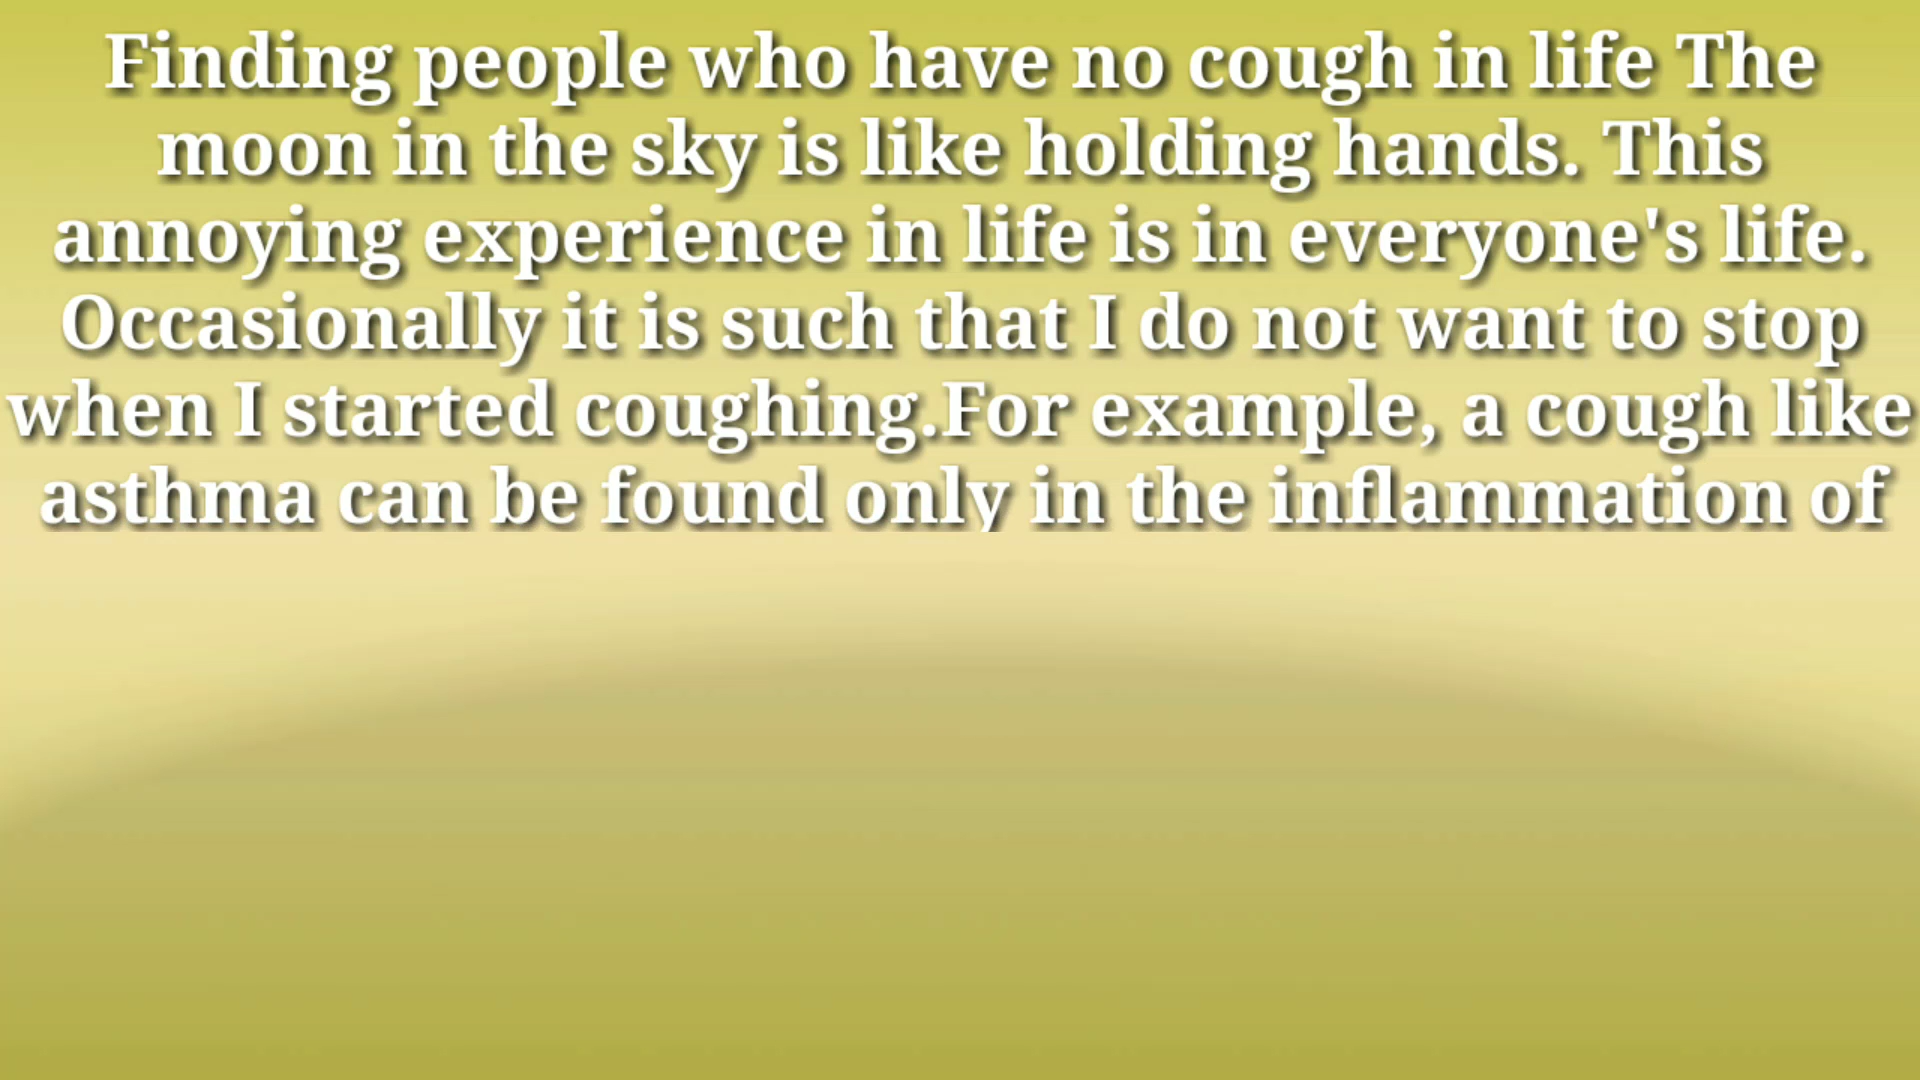 Finding people who have no cough in life The
moon in the sky is like holding hands. This
annoying experience in life is in everyone's life.
Occasionally it is such that I do not want to stop
when I started coughing.For example, a cough like
asthma can be found only in the inflammation of